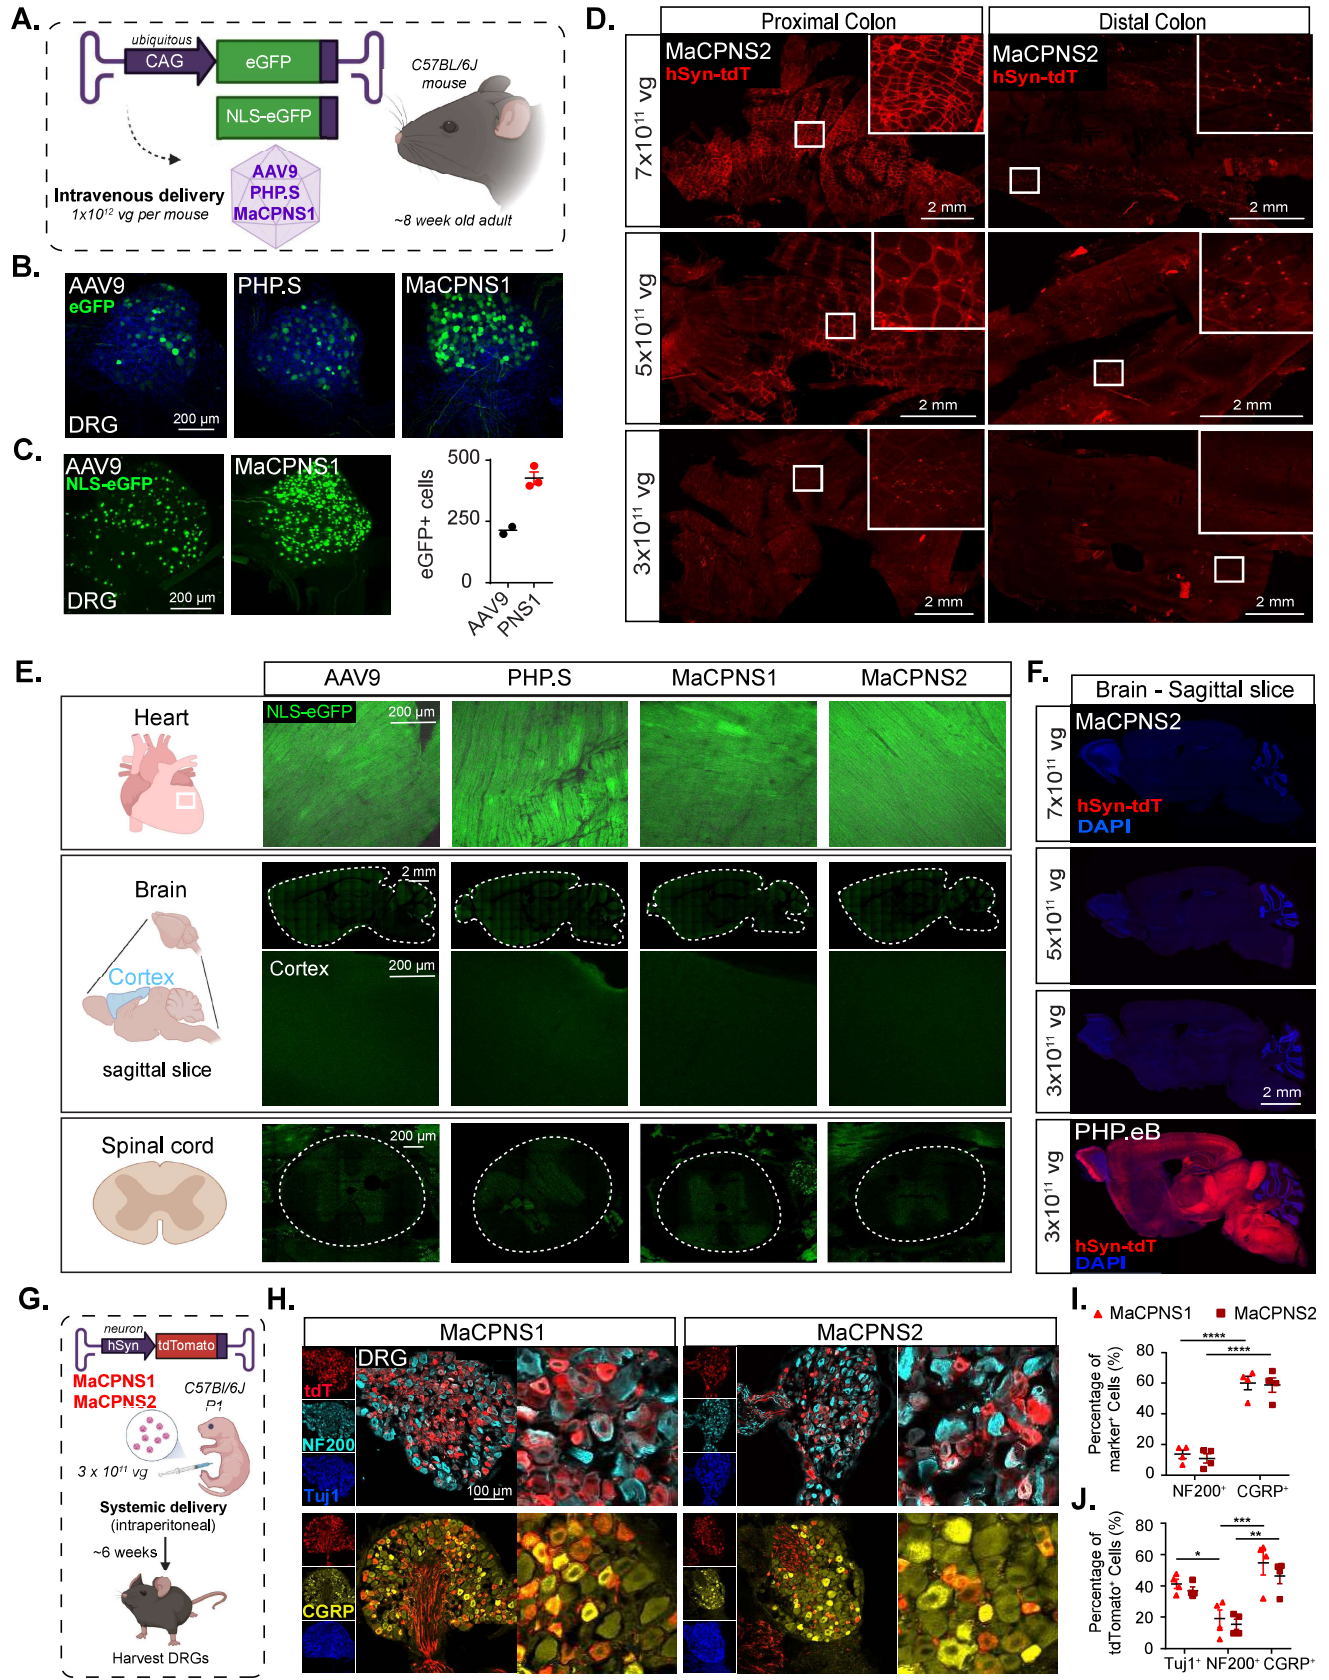 A.
ubiquitous
CAG
eGFP
NLS-eGFP
C57BL/6J
mouse
Intravenous delivery
1x10¹² vg per mouse
AAV9
PHP.S
MaCPNS1
~8 week old adult
B.
AAV9
eGFP
DRG
200 µm
PHP.S
MaCPNS1
C.
AAV9
NLS-eGFP
DRG
200 µm
MaCPNS1
eGFP+ cells
500
250
0
AAV9
PNS1
D.
Proximal Colon
Distal Colon
7x10¹¹ vg
MaCPNS2
hSyn-tdT
2 mm
MaCPNS2
hSyn-tdT
2 mm
5x10¹¹ vg
2 mm
2 mm
3x10¹¹ vg
2 mm
2 mm
E.
AAV9
PHP.S
MaCPNS1
MaCPNS2
Heart
NLS-eGFP
200 µm
Brain
Cortex
sagittal slice
2 mm
Cortex
200 µm
Spinal cord
200 µm
F.
Brain - Sagittal slice
7x10¹¹ vg
MaCPNS2
hSyn-tdT
DAPI
5x10¹¹ vg
3x10¹¹ vg
2 mm
3x10¹¹ vg
PHP.eB
hSyn-tdT
DAPI
G.
neuron
hSyn
tdTomato
MaCPNS1
MaCPNS2
C57Bl/6J
P1
3 x 10¹¹ vg
Systemic delivery
(intraperitoneal)
~6 weeks
Harvest DRGs
H.
MaCPNS1
MaCPNS2
tdT
NF200
Tuj1
DRG
100 µm
CGRP
I.
MaCPNS1
MaCPNS2
Percentage of
marker⁺ Cells (%)
80
60
40
20
0
****
****
NF200⁺
CGRP⁺
J.
Percentage of
tdTomato⁺ Cells (%)
80
60
40
20
0
*
***
**
Tuj1⁺
NF200⁺
CGRP⁺